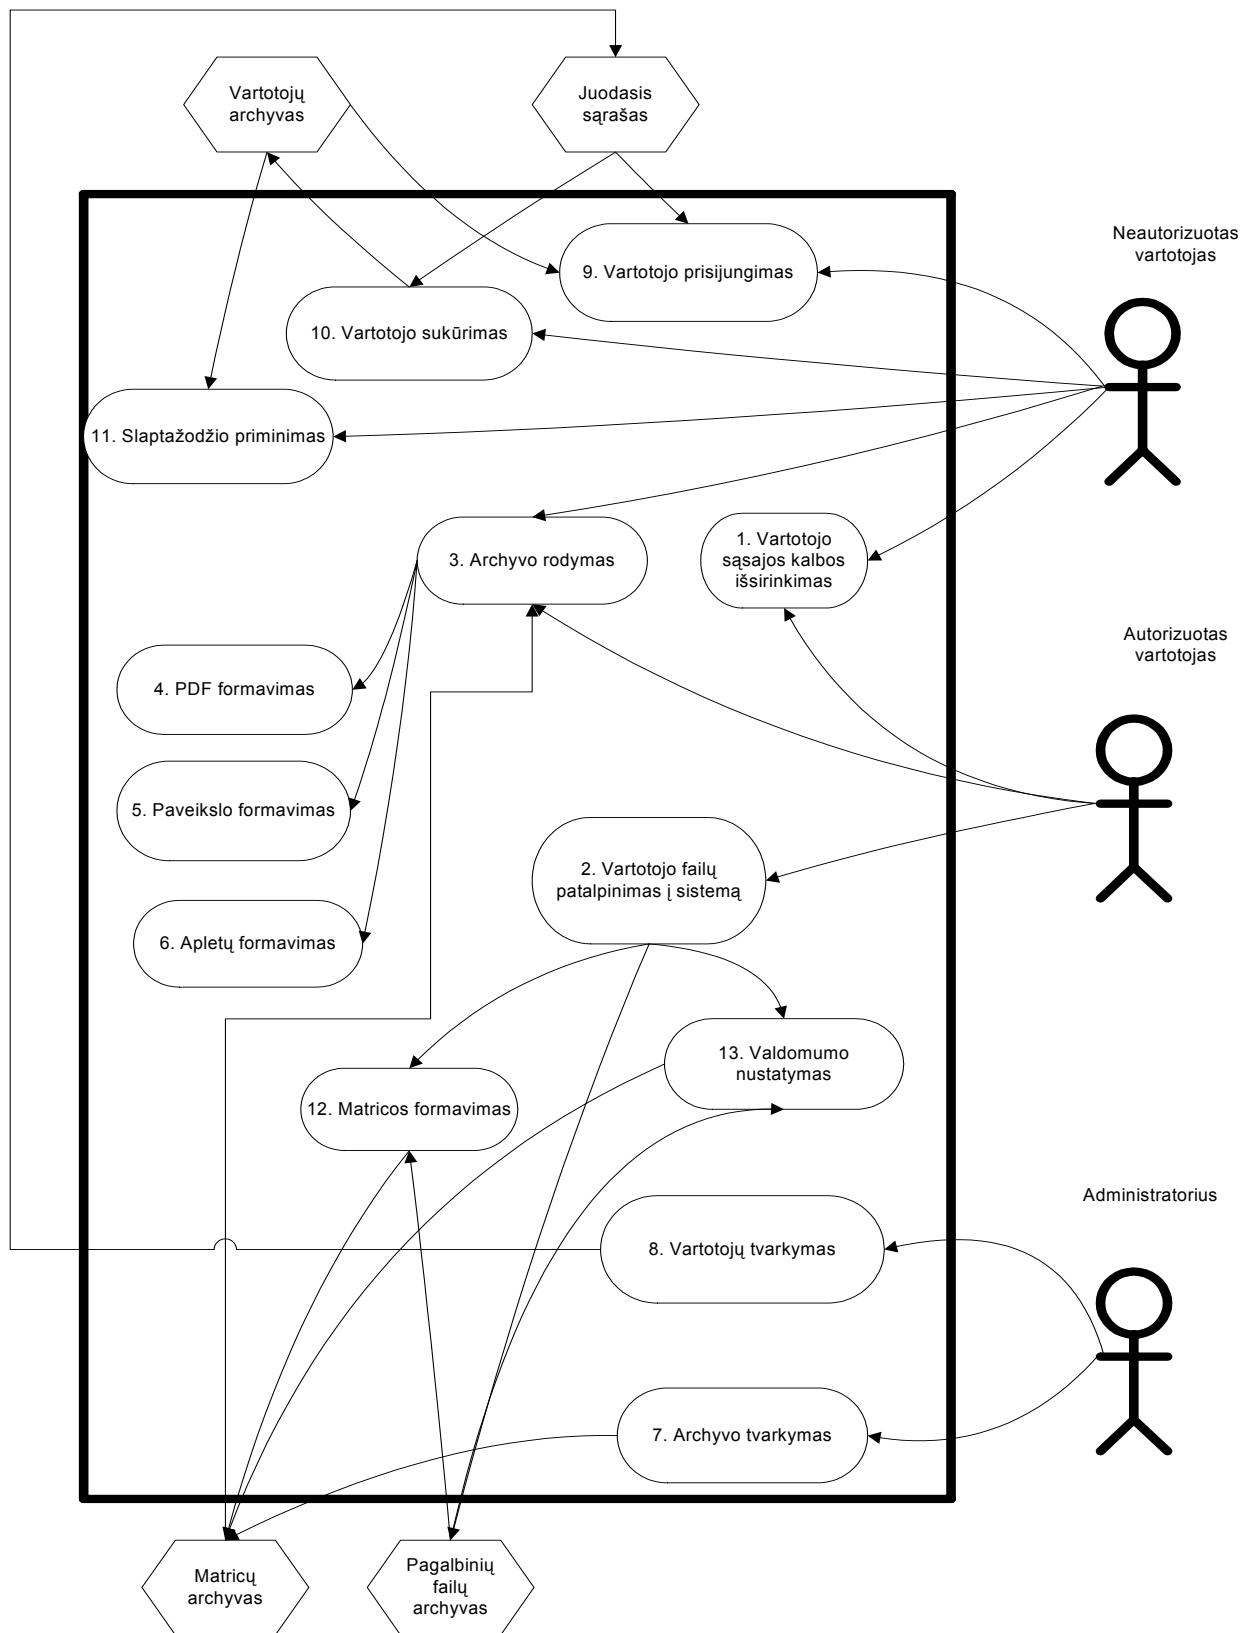 Vartotojų
archyvas
Juodasis
sąrašas
Neautorizuotas
vartotojas
9. Vartotojo prisijungimas
10. Vartotojo sukūrimas
11. Slaptažodžio priminimas
3. Archyvo rodymas
1. Vartotojo
sąsajos kalbos
išsirinkimas
Autorizuotas
vartotojas
4. PDF formavimas
5. Paveikslo formavimas
2. Vartotojo failų
patalpinimas į sistemą
6. Apletų formavimas
13. Valdomumo
nustatymas
12. Matricos formavimas
Administratorius
8. Vartotojų tvarkymas
7. Archyvo tvarkymas
Matricų
archyvas
Pagalbinių
failų
archyvas